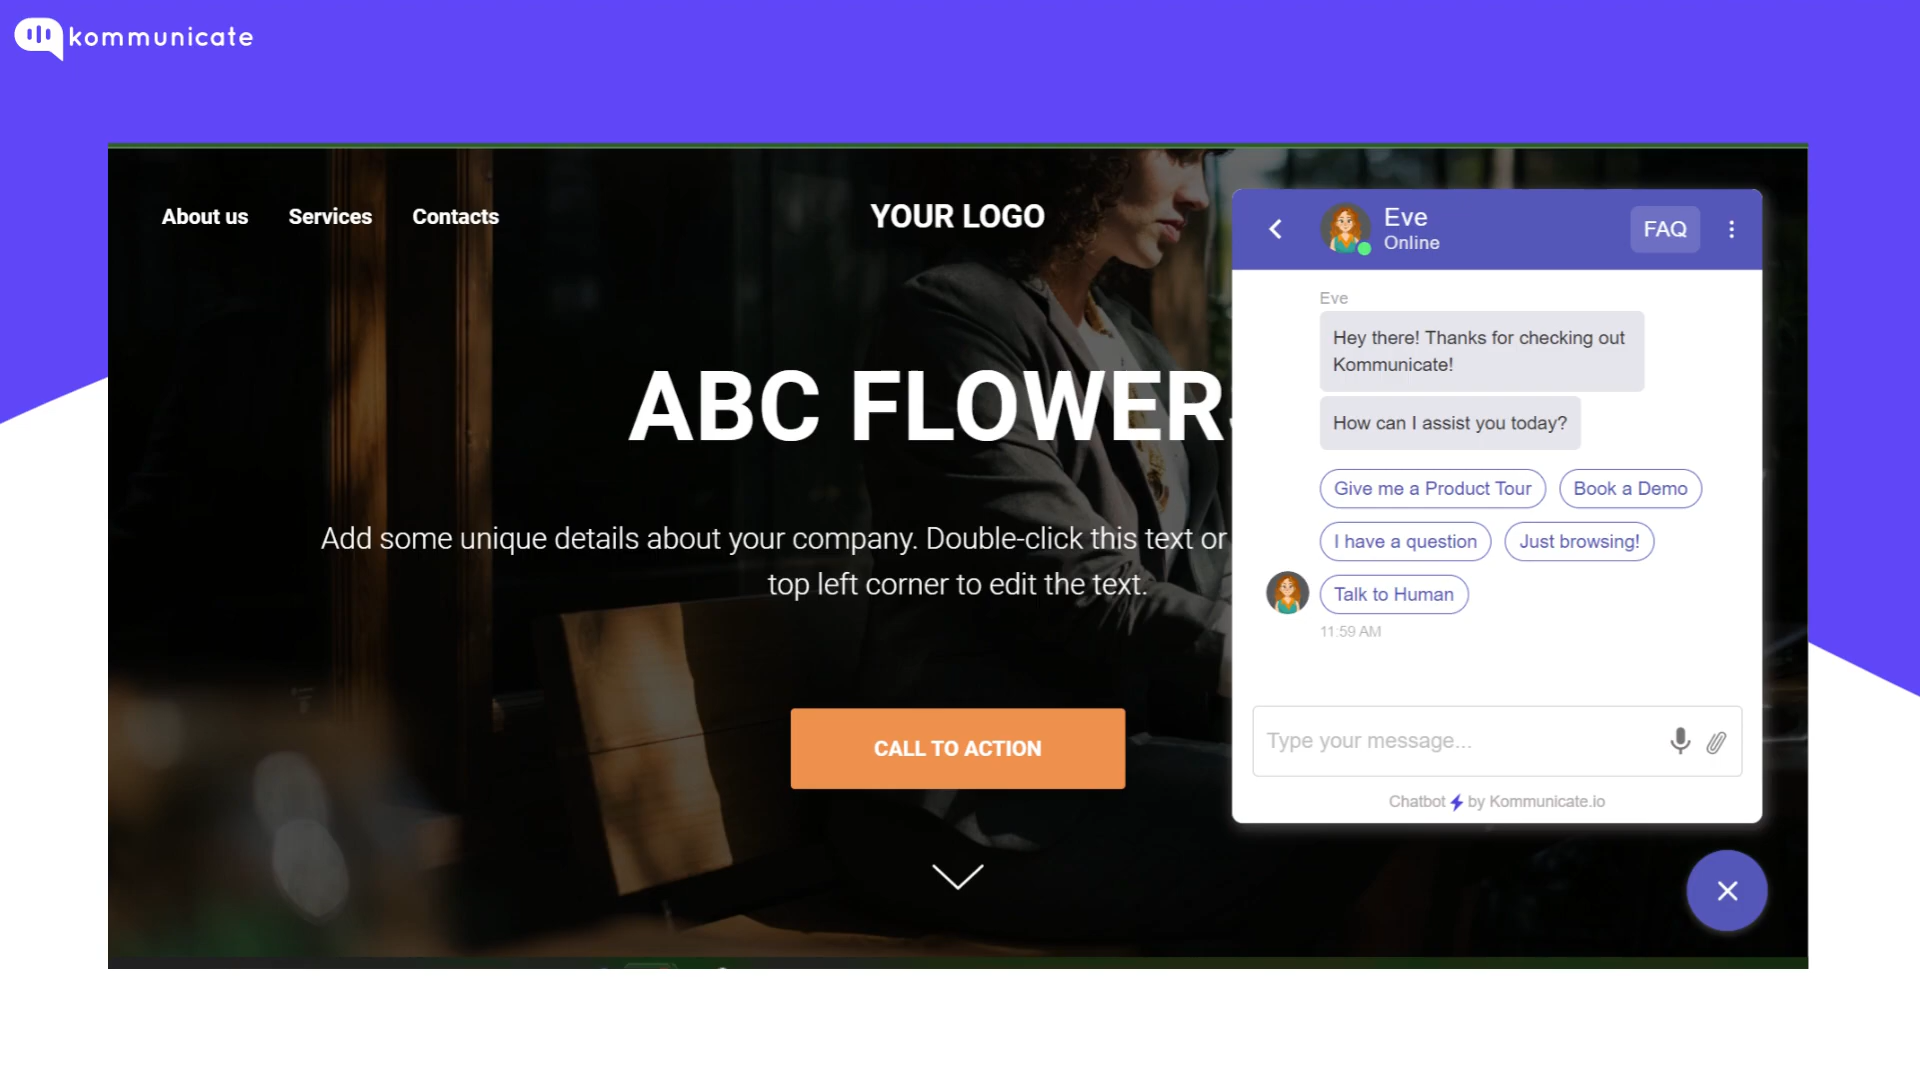 kommunicate
About us Services Contacts
YOUR LOGO
ABC FLOWERS
Add some unique details about your company. Double-click this text or
top left corner to edit the text.
CALL TO ACTION
Eve
Online
FAQ
Eve
Hey there! Thanks for checking out
Kommunicate!
How can I assist you today?
Give me a Product Tour Book a Demo
I have a question Just browsing!
Talk to Human
11:59 AM
Type your message...
Chatbot by Kommunicate.io